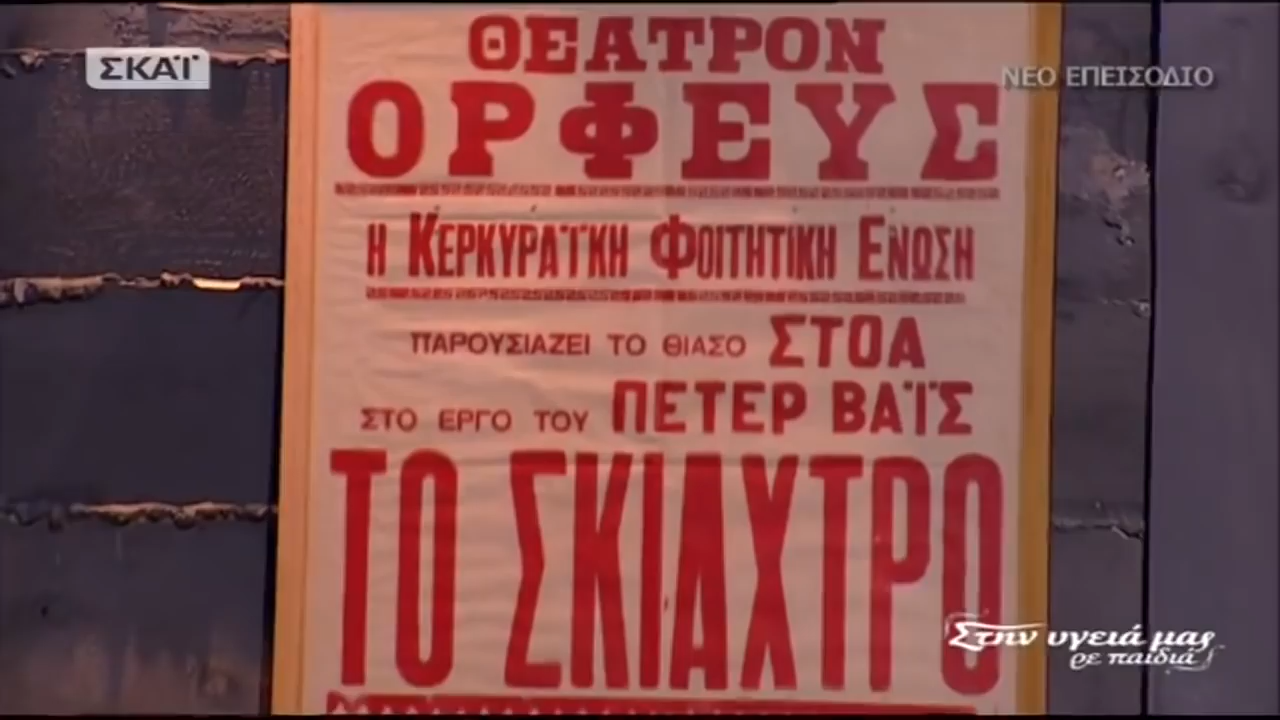 ΣΚΑΪ
ΝΕΟ ΕΠΕΙΣΟΔΙΟ
ΘΕΑΤΡΟΝ
ΟΡΦΕΥΣ
Η ΚΕΡΚΥΡΑΪΚΗ ΦΟΙΤΗΤΙΚΗ ΕΝΩΣΗ
ΠΑΡΟΥΣΙΑΖΕΙ ΤΟ ΘΙΑΣΟ ΣΤΟΑ
ΣΤΟ ΕΡΓΟ ΤΟΥ ΠΕΤΕΡ ΒΑΪΣ
ΤΟ ΣΚΙΑΧΤΡΟ
Στην υγειά μας
ρε παιδιά